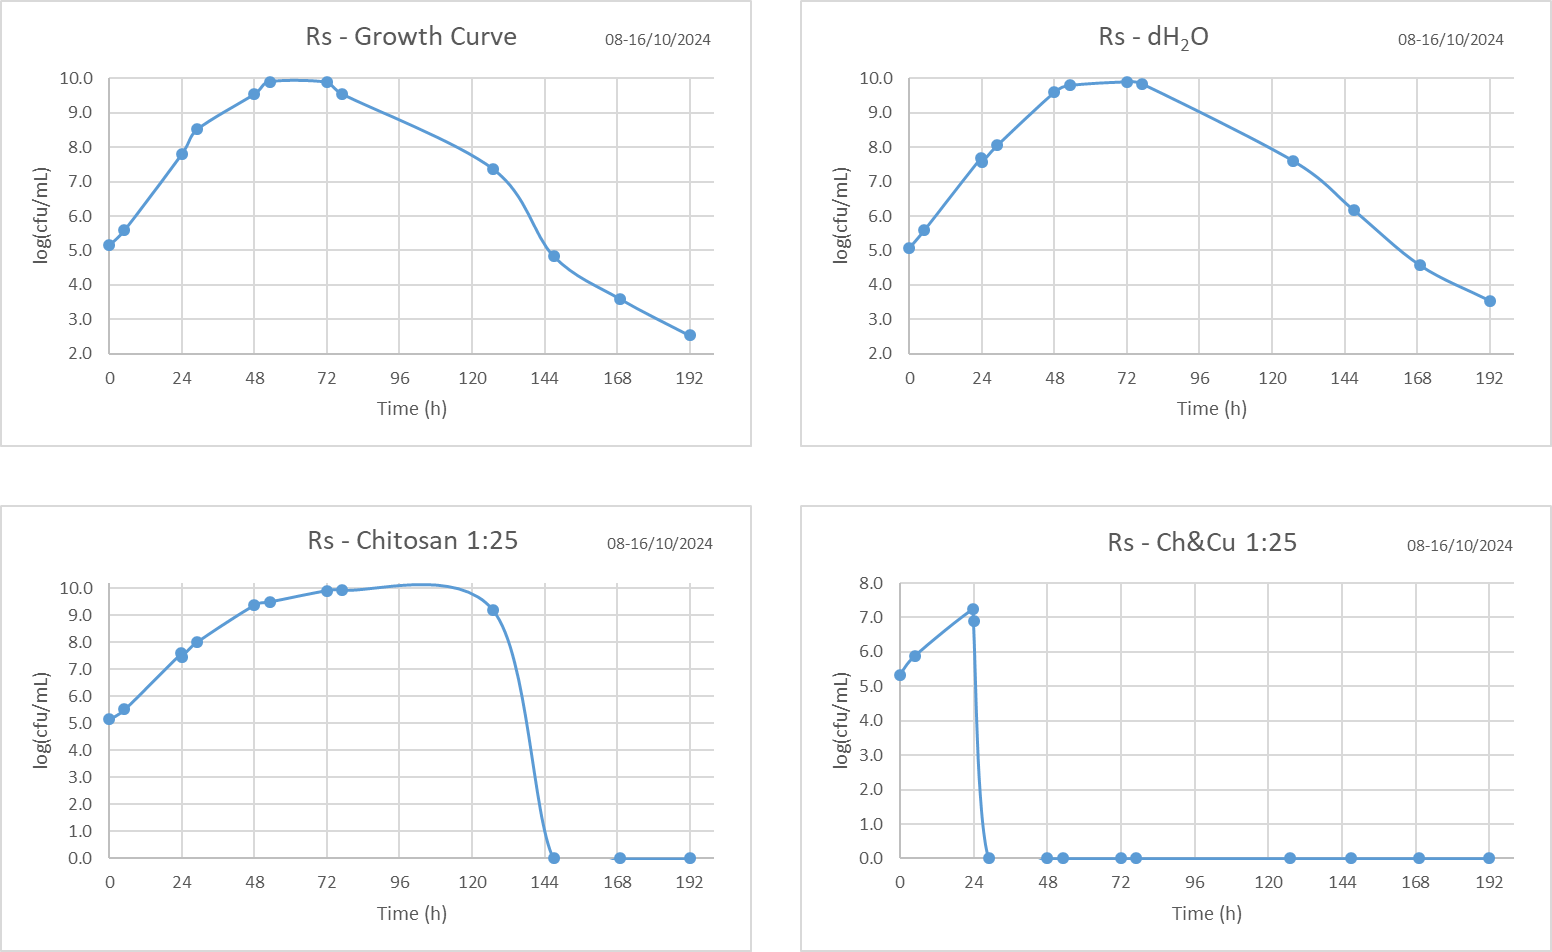 Rs - Growth Curve 08-16/10/2024
10.0
9.0
8.0
7.0
6.0
5.0
4.0
3.0
2.0
log(cfu/mL)
0 24 48 72 96 120 144 168 192
Time (h)
Rs - dH₂O 08-16/10/2024
10.0
9.0
8.0
7.0
6.0
5.0
4.0
3.0
2.0
log(cfu/mL)
0 24 48 72 96 120 144 168 192
Time (h)
Rs - Chitosan 1:25 08-16/10/2024
10.0
9.0
8.0
7.0
6.0
5.0
4.0
3.0
2.0
1.0
0.0
log(cfu/mL)
0 24 48 72 96 120 144 168 192
Time (h)
Rs - Ch&Cu 1:25 08-16/10/2024
8.0
7.0
6.0
5.0
4.0
3.0
2.0
1.0
0.0
log(cfu/mL)
0 24 48 72 96 120 144 168 192
Time (h)